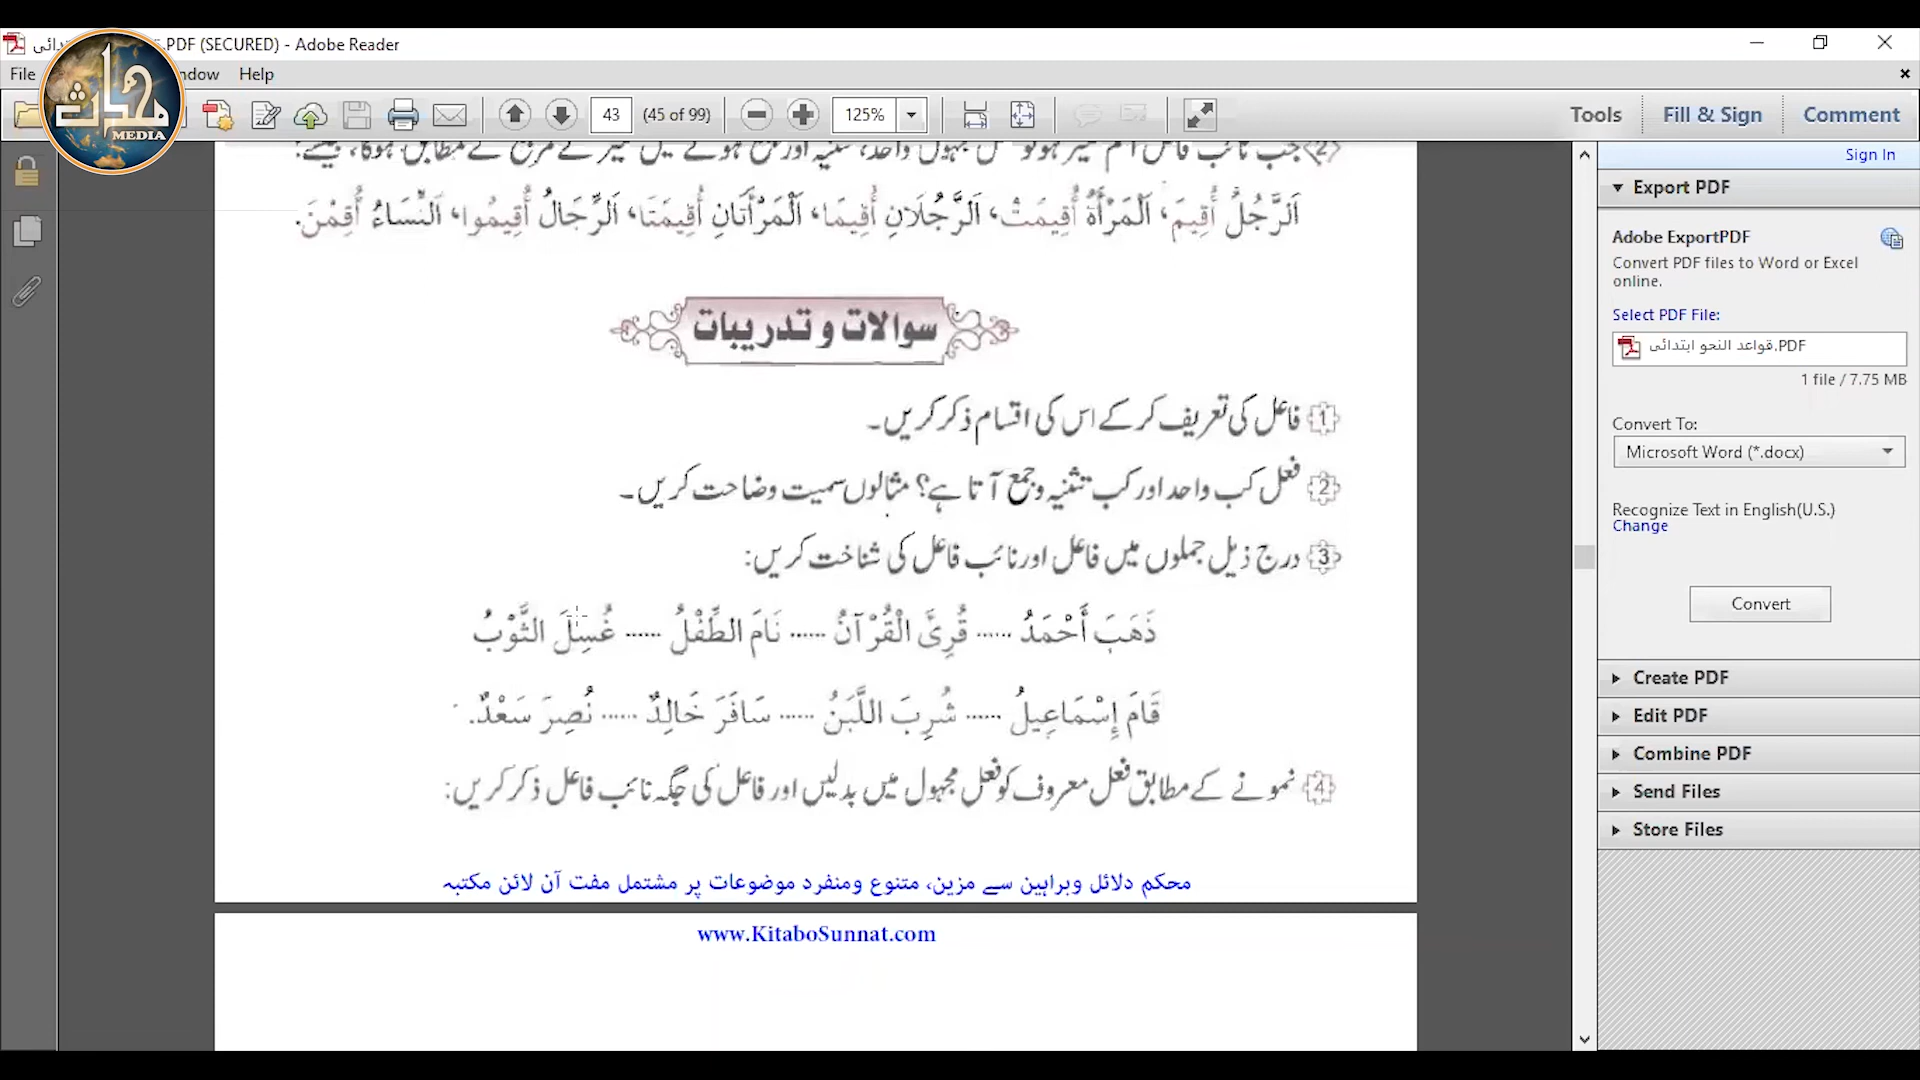 .PDF (SECURED) - Adobe Reader
File
Help
MEDIA
43 (45 of 99) 125%
Tools Fill & Sign Comment
اَلرَّجُلُ أُقِيمَ، اَلْمَرْأَةُ أُقِيمَتْ، اَلرَّجُلَانِ أُقِيمَا، اَلْمَرْأَتَانِ أُقِيمَتَا، اَلرِّجَالُ أُقِيمُوا، اَلنِّسَاءُ أُقِمْنَ.
سوالات و تدریبات
1 فاعل کی تعریف کر کے اس کی اقسام ذکر کریں۔
2 فعل کب واحد اور کب تثنیہ و جمع آتا ہے؟ مثالوں سمیت وضاحت کریں۔
3 درج ذیل جملوں میں فاعل اور نائب فاعل کی شناخت کریں:
ذَهَبَ أَحْمَدُ ...... قُرِئَ الْقُرْآنُ ...... نَامَ الطِّفْلُ ...... غُسِلَ الثَّوْبُ
قَامَ إِسْمَاعِيلُ ...... شُرِبَ اللَّبَنُ ...... سَافَرَ خَالِدٌ ...... نُصِرَ سَعْدٌ.
4 نمونے کے مطابق فعل معروف کو فعل مجہول میں بدلیں اور فاعل کی جگہ نائب فاعل ذکر کریں:
محکم دلائل وبراہین سے مزین، متنوع ومنفرد موضوعات پر مشتمل مفت آن لائن مکتبہ
www.KitaboSunnat.com
Sign In
Export PDF
Adobe ExportPDF
Convert PDF files to Word or Excel
online.
Select PDF File:
قواعد النحو ابتدائی.PDF
1 file / 7.75 MB
Convert To:
Microsoft Word (*.docx)
Recognize Text in English(U.S.)
Change
Convert
Create PDF
Edit PDF
Combine PDF
Send Files
Store Files